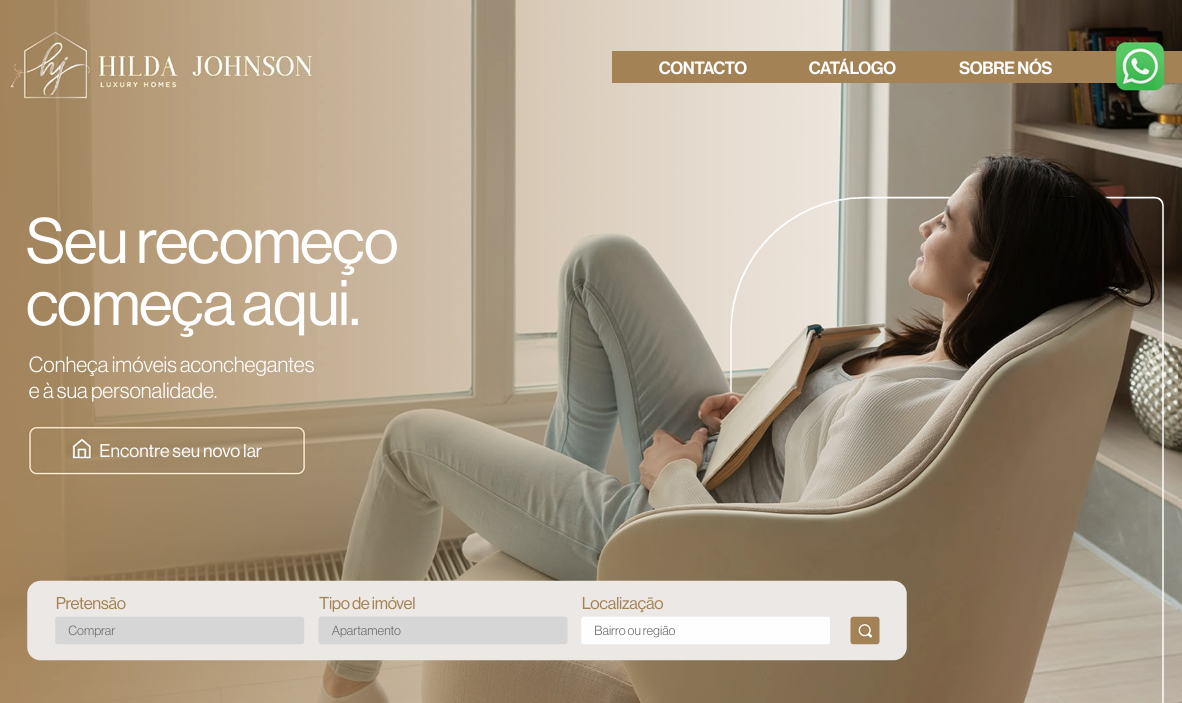 hj HILDA JOHNSON
LUXURY HOMES
CONTACTO CATÁLOGO SOBRE NÓS
Seu recomeço
começa aqui.
Conheça imóveis aconchegantes
e à sua personalidade.
Encontre seu novo lar
Pretensão Tipo de imóvel Localização
Comprar Apartamento Bairro ou região